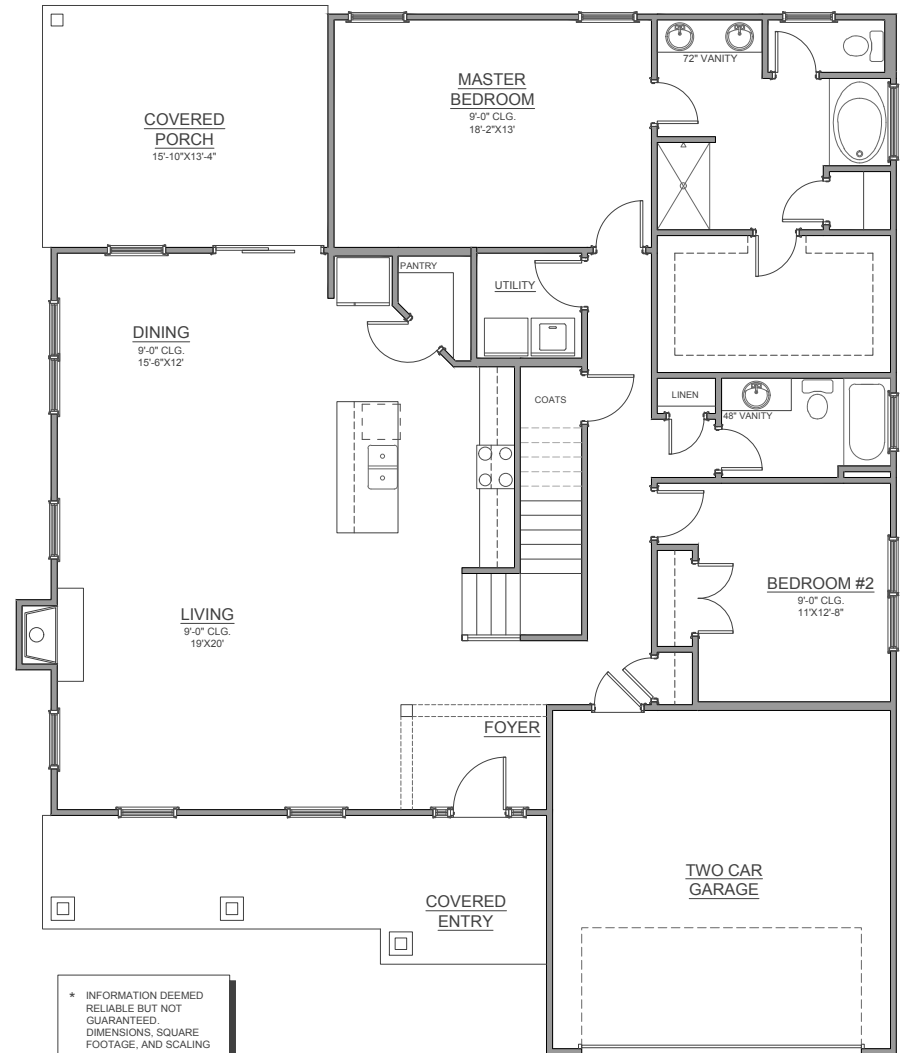 72" VANITY
MASTER
BEDROOM
9'-0" CLG.
18'-2"X13'
COVERED
PORCH
15'-10"X13'-4"
PANTRY
UTILITY
DINING
9'-0" CLG.
15'-6"X12'
COATS
LINEN
48" VANITY
BEDROOM #2
9'-0" CLG.
11'X12'-8"
LIVING
9'-0" CLG.
19'X20'
FOYER
TWO CAR
GARAGE
COVERED
ENTRY
* INFORMATION DEEMED
RELIABLE BUT NOT
GUARANTEED.
DIMENSIONS, SQUARE
FOOTAGE, AND SCALING